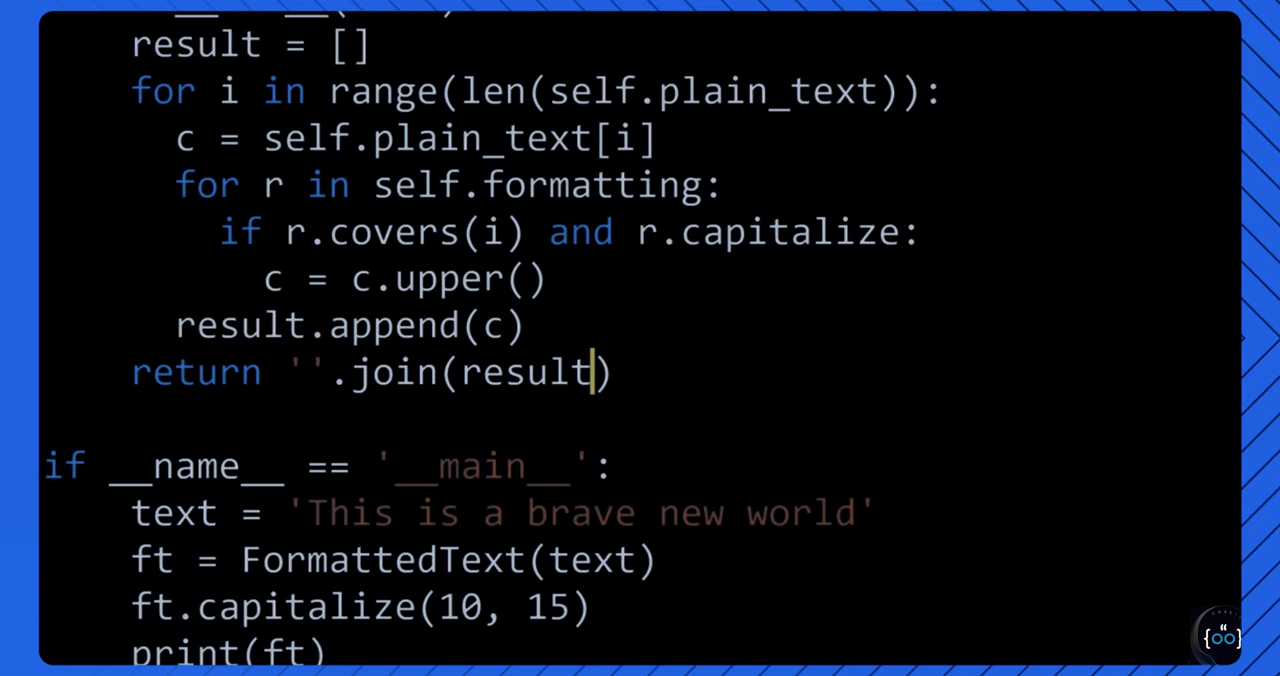 result = []
for i in range(len(self.plain_text)):
c = self.plain_text[i]
for r in self.formatting:
if r.covers(i) and r.capitalize:
c = c.upper()
result.append(c)
return ''.join(result)
if __name__ == '__main__':
text = 'This is a brave new world'
ft = FormattedText(text)
ft.capitalize(10, 15)
print(ft)